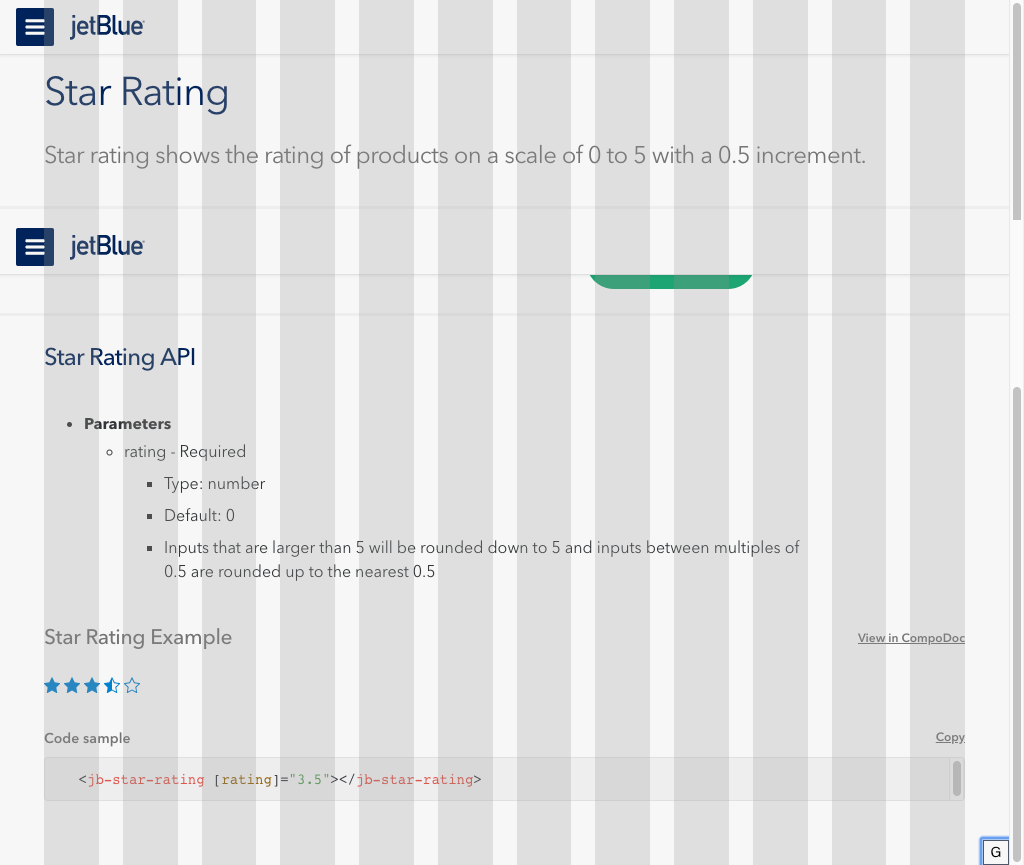 jetBlue
Star Rating
Star rating shows the rating of products on a scale of 0 to 5 with a 0.5 increment.
jetBlue
Star Rating API
Parameters
rating - Required
Type: number
Default: 0
Inputs that are larger than 5 will be rounded down to 5 and inputs between multiples of
0.5 are rounded up to the nearest 0.5
Star Rating Example
View in CompoDoc
Code sample
Copy
<jb-star-rating [rating]="3.5"></jb-star-rating>
G